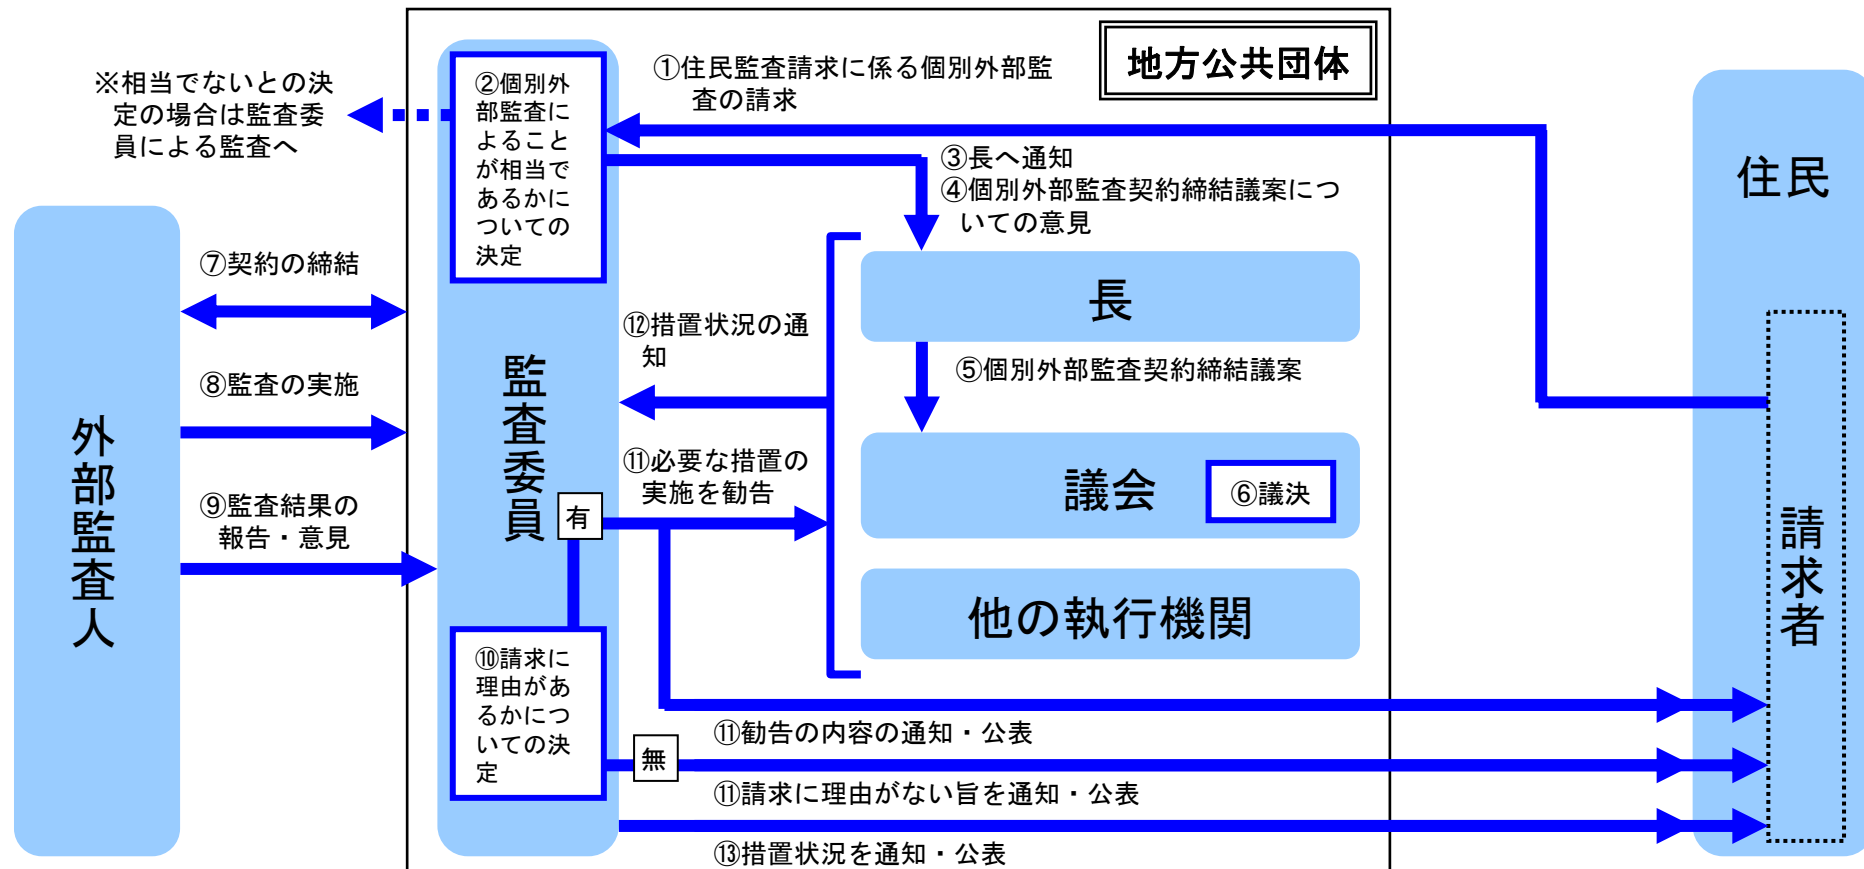 地方公共団体
①住民監査請求に係る個別外部監
査の請求
※相当でないとの決
定の場合は監査委
員による監査へ
②個別外
部監査に
よること
が相当で
あるかに
ついての
決定
③長へ通知
④個別外部監査契約締結議案につ
いての意見
住民
⑦契約の締結
長
⑫措置状況の通
知
⑤個別外部監査契約締結議案
⑧監査の実施
監査委員
外部監査人
⑪必要な措置の
実施を勧告
議会
⑥議決
⑨監査結果の
報告・意見
有
請求者
他の執行機関
⑩請求に
理由があ
るかにつ
いての決
定
⑪勧告の内容の通知・公表
無
⑪請求に理由がない旨を通知・公表
⑬措置状況を通知・公表